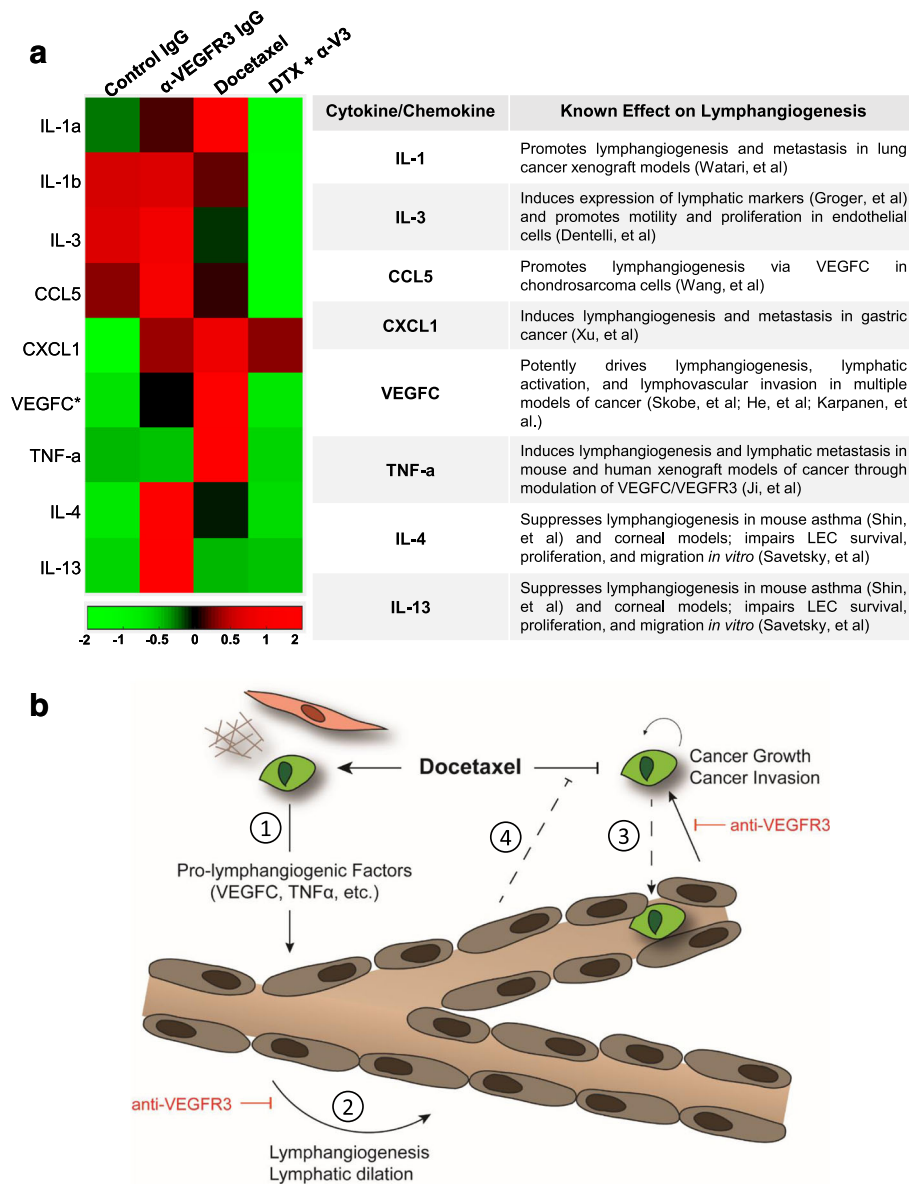 a
Control IgG
α-VEGFR3 IgG
Docetaxel
DTX + α-V3
IL-1a
IL-1b
IL-3
CCL5
CXCL1
VEGFC*
TNF-a
IL-4
IL-13
-2 -1 -0.5 0 0.5 1 2
Cytokine/Chemokine Known Effect on Lymphangiogenesis
IL-1
Promotes lymphangiogenesis and metastasis in lung
cancer xenograft models (Watari, et al)
IL-3
Induces expression of lymphatic markers (Groger, et al)
and promotes motility and proliferation in endothelial
cells (Dentelli, et al)
CCL5
Promotes lymphangiogenesis via VEGFC in
chondrosarcoma cells (Wang, et al)
CXCL1
Induces lymphangiogenesis and metastasis in gastric
cancer (Xu, et al)
VEGFC
Potently drives lymphangiogenesis, lymphatic
activation, and lymphovascular invasion in multiple
models of cancer (Skobe, et al; He, et al; Karpanen, et
al.)
TNF-a
Induces lymphangiogenesis and lymphatic metastasis in
mouse and human xenograft models of cancer through
modulation of VEGFC/VEGFR3 (Ji, et al)
IL-4
Suppresses lymphangiogenesis in mouse asthma (Shin,
et al) and corneal models; impairs LEC survival,
proliferation, and migration in vitro (Savetsky, et al)
IL-13
Suppresses lymphangiogenesis in mouse asthma (Shin,
et al) and corneal models; impairs LEC survival,
proliferation, and migration in vitro (Savetsky, et al)
b
Docetaxel
Cancer Growth
Cancer Invasion
1
4
3
anti-VEGFR3
Pro-lymphangiogenic Factors
(VEGFC, TNFα, etc.)
anti-VEGFR3
2
Lymphangiogenesis
Lymphatic dilation